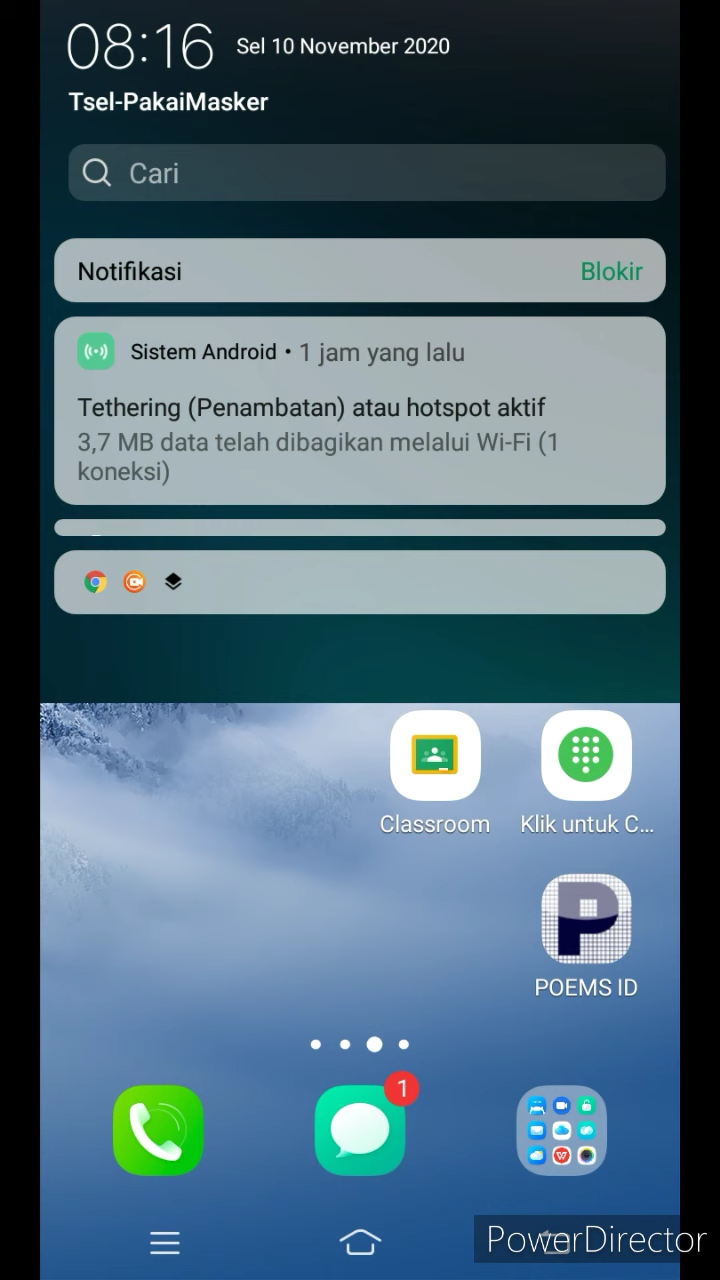 08:16 Sel 10 November 2020
Tsel-PakaiMasker
Cari
Notifikasi Blokir
Sistem Android • 1 jam yang lalu
Tethering (Penambatan) atau hotspot aktif
3,7 MB data telah dibagikan melalui Wi-Fi (1
koneksi)
Classroom Klik untuk C...
P
POEMS ID
1
W
PowerDirector